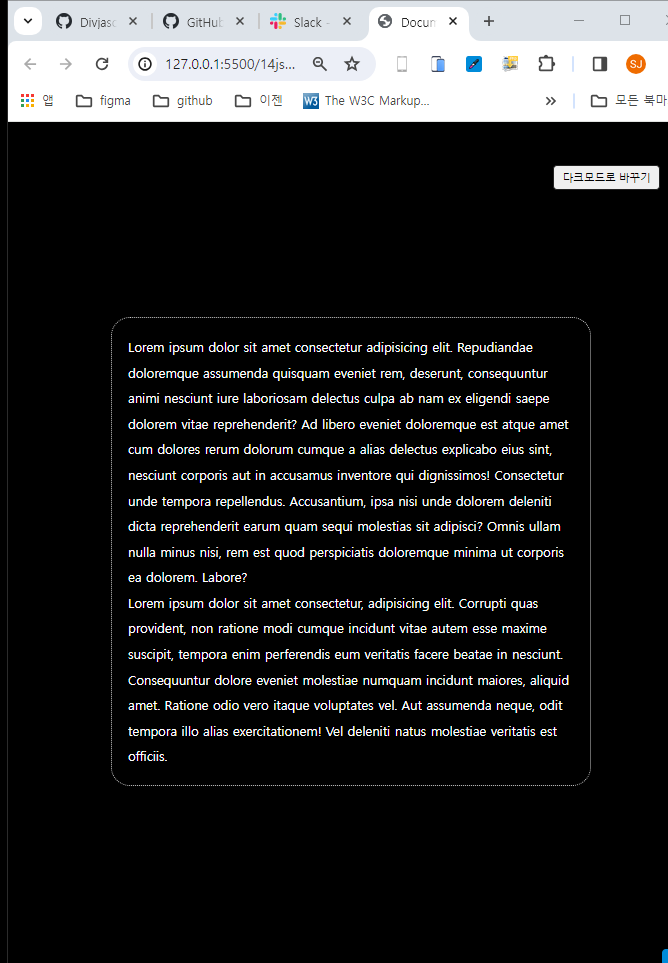 Divjasc
GitHub
Slack -
Docum
127.0.0.1:5500/14js...
SJ
앱
figma
github
이젠
W3
The W3C Markup...
모든 북마
다크모드로 바꾸기
Lorem ipsum dolor sit amet consectetur adipisicing elit. Repudiandae
doloremque assumenda quisquam eveniet rem, deserunt, consequuntur
animi nesciunt iure laboriosam delectus culpa ab nam ex eligendi saepe
dolorem vitae reprehenderit? Ad libero eveniet doloremque est atque amet
cum dolores rerum dolorum cumque a alias delectus explicabo eius sint,
nesciunt corporis aut in accusamus inventore qui dignissimos! Consectetur
unde tempora repellendus. Accusantium, ipsa nisi unde dolorem deleniti
dicta reprehenderit earum quam sequi molestias sit adipisci? Omnis ullam
nulla minus nisi, rem est quod perspiciatis doloremque minima ut corporis
ea dolorem. Labore?
Lorem ipsum dolor sit amet consectetur, adipisicing elit. Corrupti quas
provident, non ratione modi cumque incidunt vitae autem esse maxime
suscipit, tempora enim perferendis eum veritatis facere beatae in nesciunt.
Consequuntur dolore eveniet molestiae numquam incidunt maiores, aliquid
amet. Ratione odio vero itaque voluptates vel. Aut assumenda neque, odit
tempora illo alias exercitationem! Vel deleniti natus molestiae veritatis est
officiis.